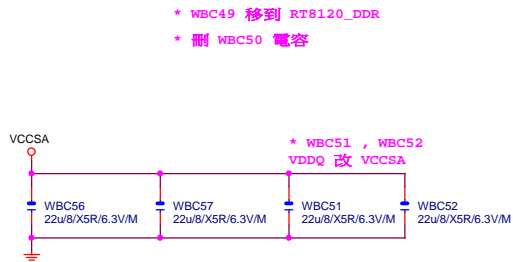 * WBC49 移到 RT8120_DDR
* 刪 WBC50 電容
VCCSA
* WBC51 , WBC52
VDDQ 改 VCCSA
WBC56
22u/8/X5R/6.3V/M
WBC57
22u/8/X5R/6.3V/M
WBC51
22u/8/X5R/6.3V/M
WBC52
22u/8/X5R/6.3V/M